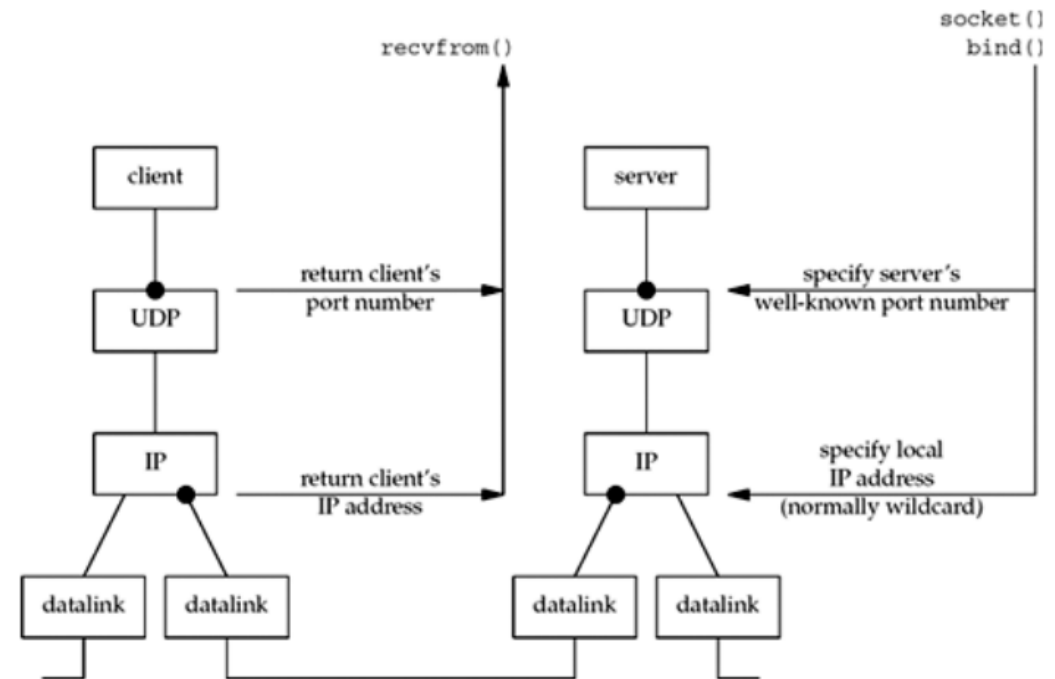 socket()
recvfrom()
bind()
client
server
return client's
port number
specify server's
well-known port number
UDP
UDP
IP
IP
return client's
IP address
specify local
IP address
(normally wildcard)
datalink
datalink
datalink
datalink